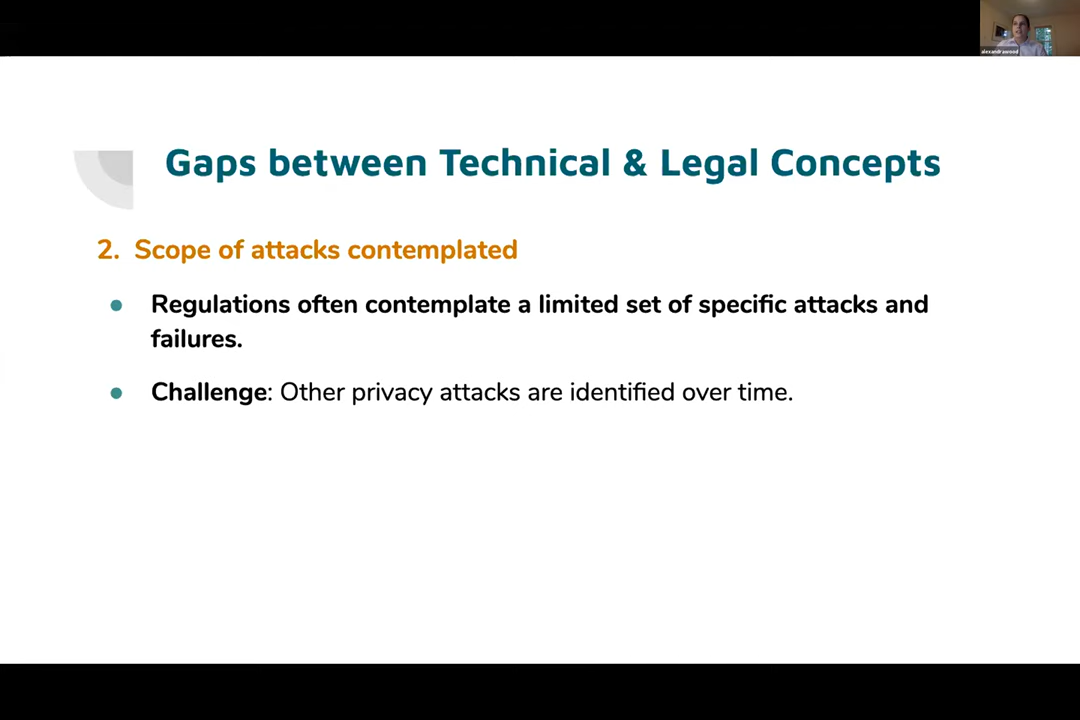 alexandrawood
Gaps between Technical & Legal Concepts
2. Scope of attacks contemplated
● Regulations often contemplate a limited set of specific attacks and
failures.
● Challenge: Other privacy attacks are identified over time.